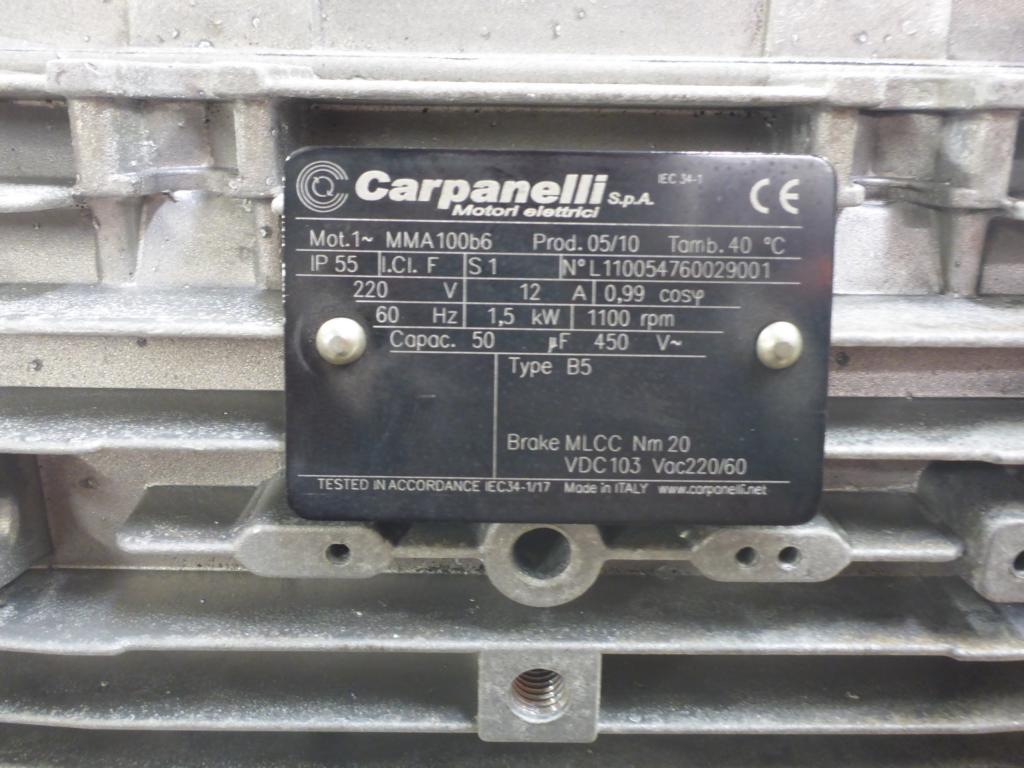 Carpanelli S.p.A. IEC 34-1 CE
Motori elettrici
Mot.1~ MMA100b6 Prod. 05/10 Tamb. 40 °C
IP 55 I.Cl. F S 1 N° L110054760029001
220 V 12 A 0,99 cosφ
60 Hz 1,5 kW 1100 rpm
Capac. 50 µF 450 V~
Type B5
Brake MLCC Nm 20
VDC103 Vac220/60
TESTED IN ACCORDANCE IEC34-1/17 Made in ITALY www.carpanelli.net